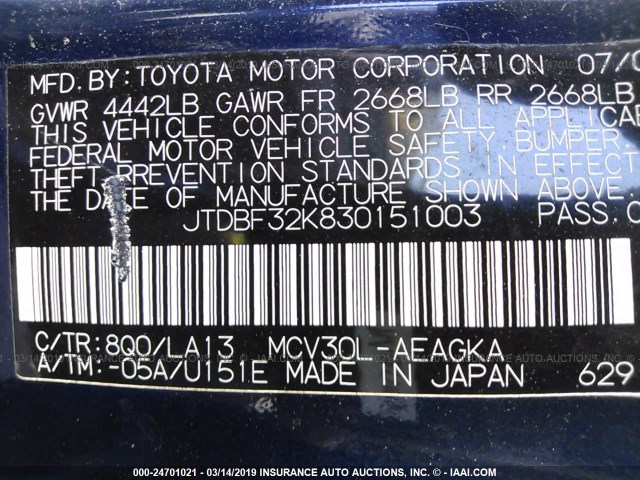 MFD. BY: TOYOTA MOTOR CORPORATION 07/0
GVWR 4442LB GAWR FR 2668LB RR 2668LB
THIS VEHICLE CONFORMS TO ALL APPLICAB
FEDERAL MOTOR VEHICLE SAFETY, BUMPER,
THEFT PREVENTION STANDARDS IN EFFECT
THE DATE OF MANUFACTURE SHOWN ABOVE.
JTDBF32K830151003 PASS. C
C/TR: 8Q0/LA13 MCV30L-AEAGKA
A/TM: -05A/U151E MADE IN JAPAN 629
000-24701021 - 03/14/2019 INSURANCE AUTO AUCTIONS - © - IAAI.COM